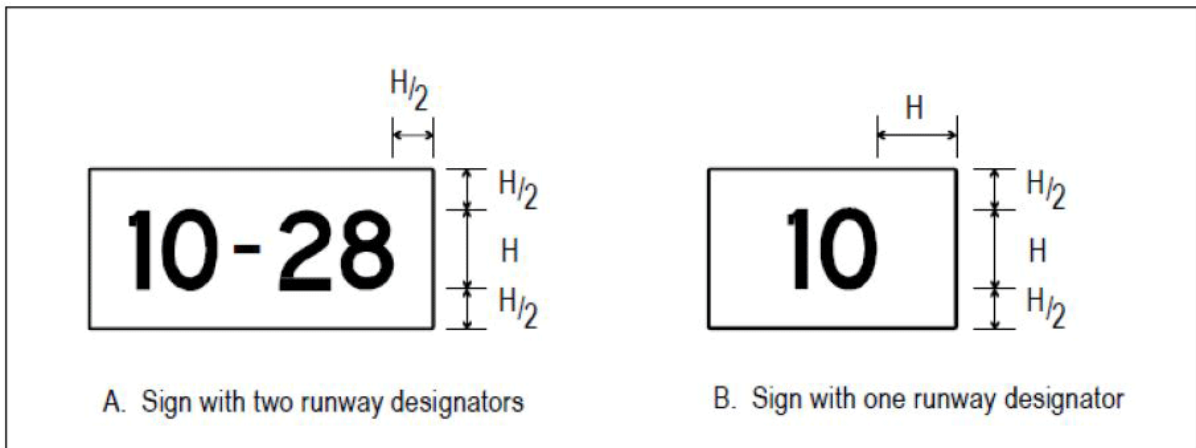 H/2
H
10-28
H/2
H
H/2
10
H/2
H
H/2
A. Sign with two runway designators
B. Sign with one runway designator